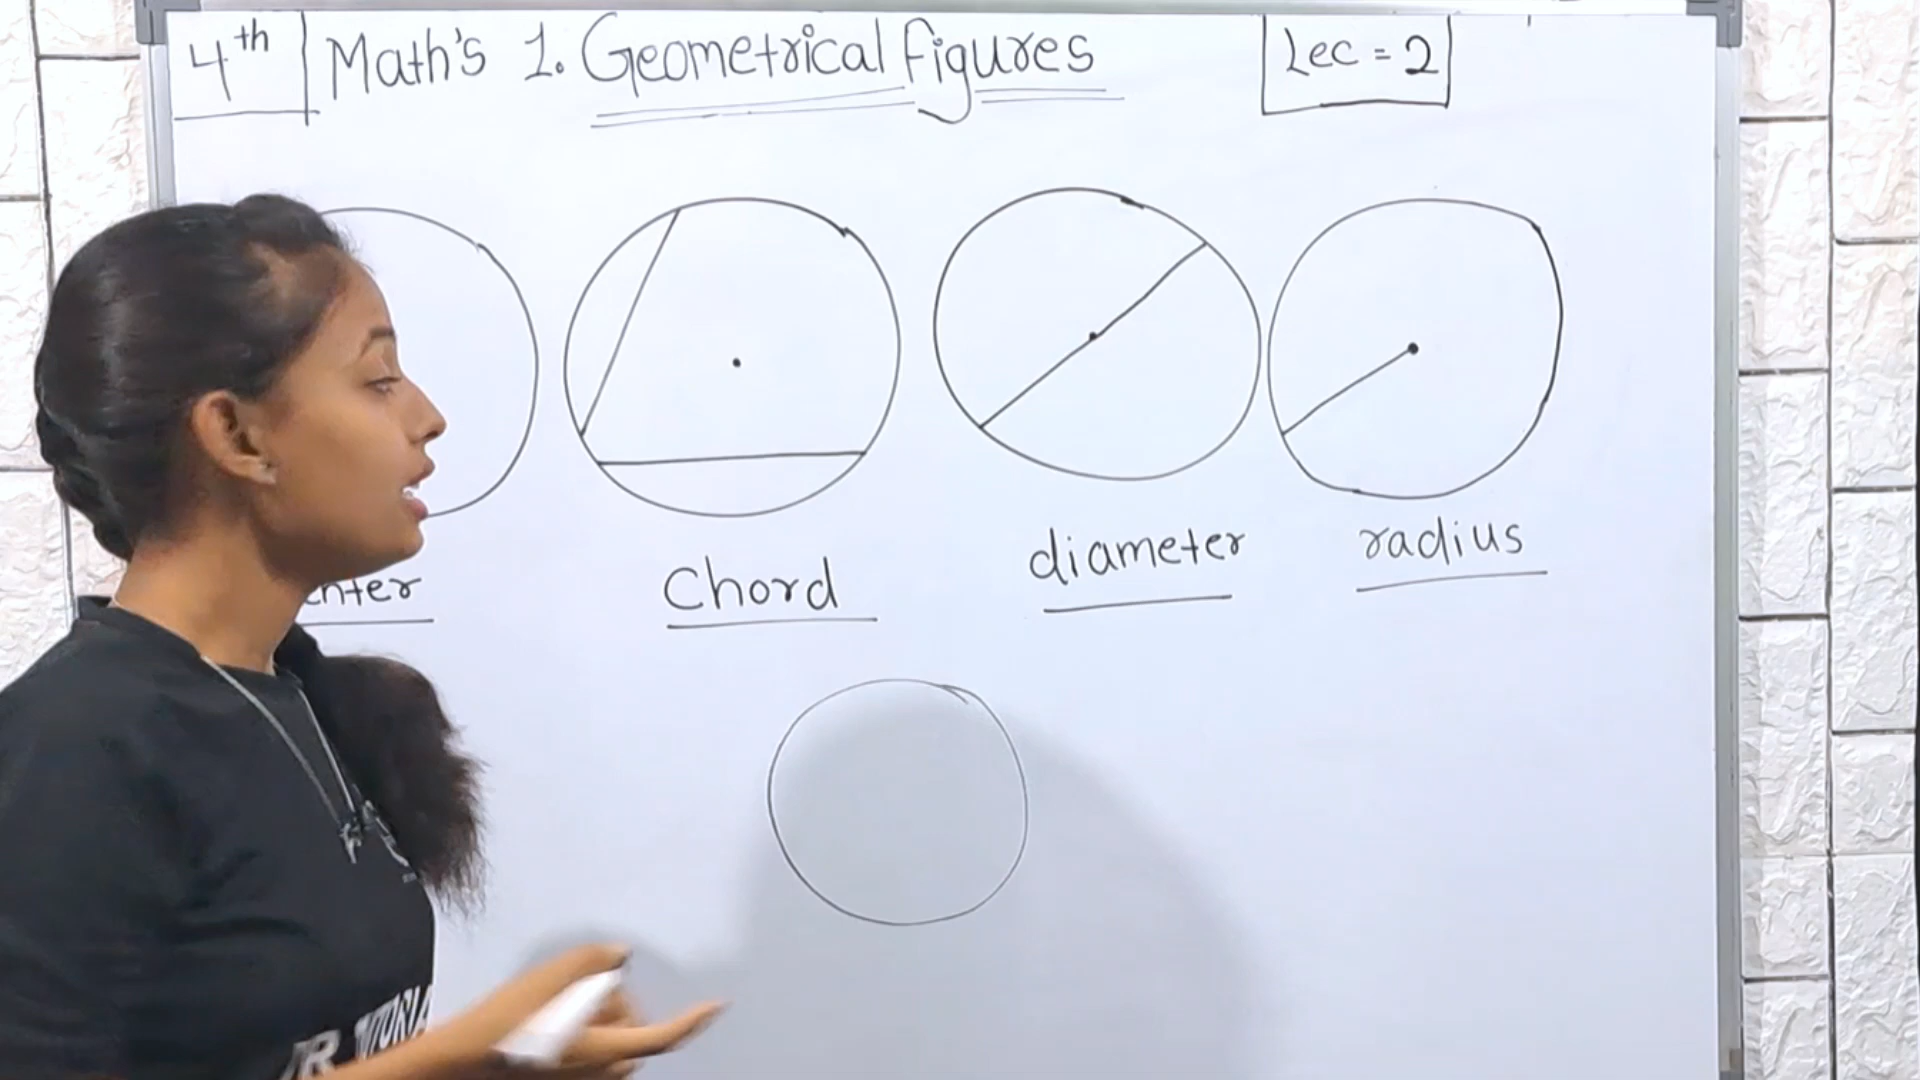 4th Math's 1. Geometrical figures Lec = 2
Chord diameter radius